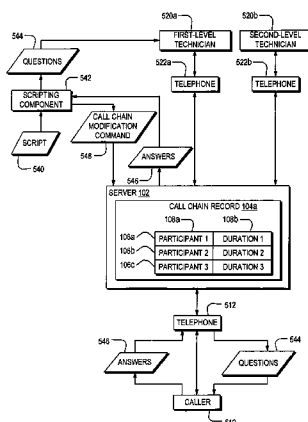 544
520a
520b
QUESTIONS
FIRST-LEVEL TECHNICIAN
SECOND-LEVEL TECHNICIAN
542
522a
522b
SCRIPTING COMPONENT
TELEPHONE
TELEPHONE
SCRIPT
540
CALL CHAIN MODIFICATION COMMAND
548
ANSWERS
546
SERVER 102
CALL CHAIN RECORD 104a
108a
108b
106a
PARTICIPANT 1
DURATION 1
106b
PARTICIPANT 2
DURATION 2
106c
PARTICIPANT 3
DURATION 3
512
TELEPHONE
546
544
ANSWERS
QUESTIONS
CALLER
510